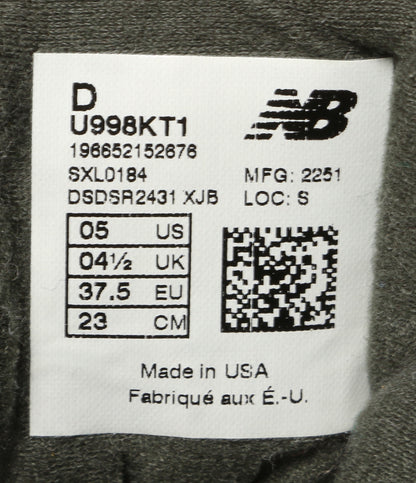 D
U998KT1
196652152676
SXL0184 MFG: 2251
DSDSR2431 XJB LOC: S
05 US
04½ UK
37.5 EU
23 CM
NB
Made in USA
Fabriqué aux É.-U.